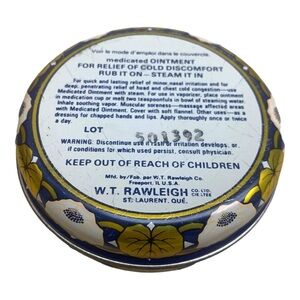 Voir le mode d'emploi dans le couvercle.
medicated OINTMENT
FOR RELIEF OF COLD DISCOMFORT
RUB IT ON – STEAM IT IN
For quick and lasting relief of minor nasal irritation and for
deep, penetrating relief of head and chest cold congestion—use
Medicated Ointment with steam. For use in vaporizer, place ointment
in medication cup or melt two teaspoonfuls in bowl of steaming water.
Inhale soothing vapor. Muscular soreness — massage affected areas
with Medicated Ointment. Cover with soft flannel. Other uses—as a
dressing for chapped hands and lips. Apply thoroughly once or twice
a day.
LOT 501392
WARNING: Discontinue use if rash or irritation develops, or
if conditions for which used persist, consult physician.
KEEP OUT OF REACH OF CHILDREN
Mfd. by/Fab. par W.T. Rawleigh Co.
Freeport, Il, U.S.A.
W.T. RAWLEIGH CO. LTD. CIE LTÉE
ST. LAURENT, QUÉ.